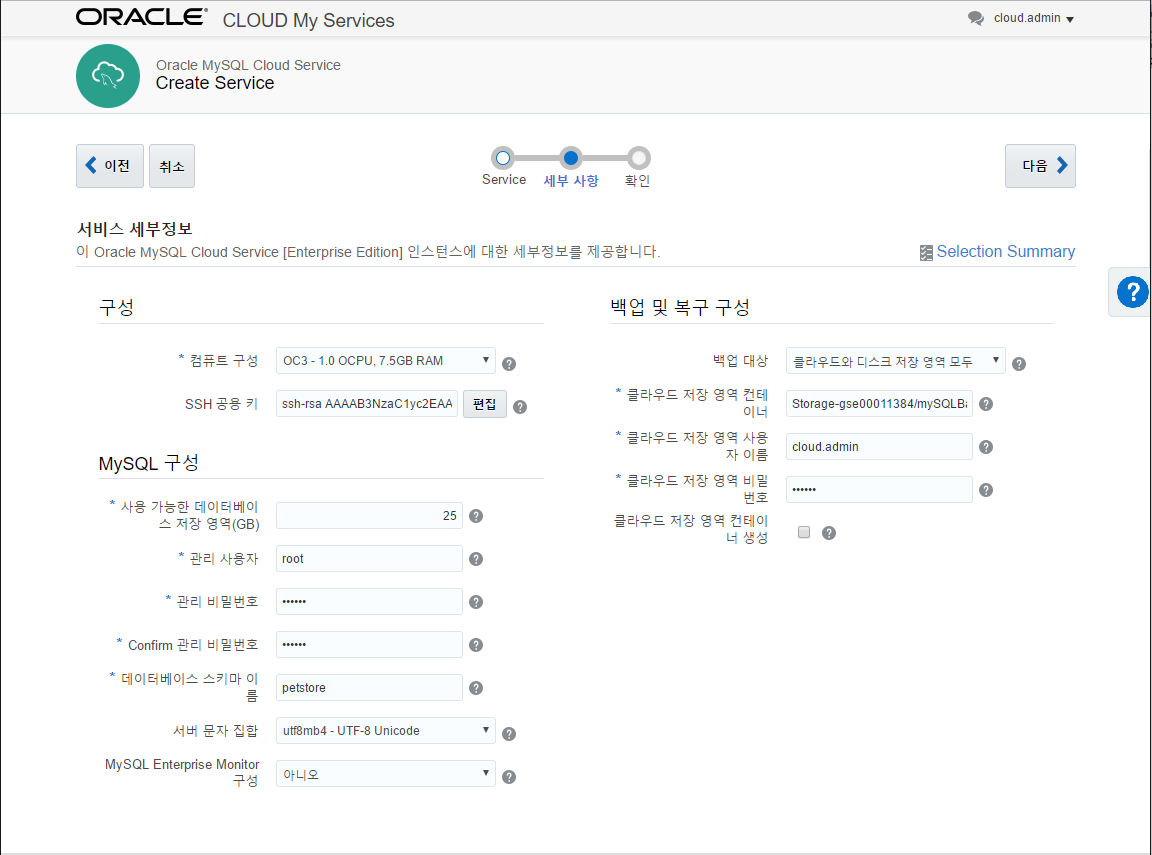 ORACLE® CLOUD My Services
cloud.admin
Oracle MySQL Cloud Service
Create Service
이전
취소
Service
세부 사항
확인
다음
서비스 세부정보
이 Oracle MySQL Cloud Service [Enterprise Edition] 인스턴스에 대한 세부정보를 제공합니다.
Selection Summary
?
구성
* 컴퓨트 구성 OC3 - 1.0 OCPU, 7.5GB RAM ?
SSH 공용 키 ssh-rsa AAAAB3NzaC1yc2EAA 편집 ?
MySQL 구성
* 사용 가능한 데이터베이
스 저장 영역(GB) 25 ?
* 관리 사용자 root ?
* 관리 비밀번호 •••••• ?
* Confirm 관리 비밀번호 •••••• ?
* 데이터베이스 스키마 이
름 petstore ?
서버 문자 집합 utf8mb4 - UTF-8 Unicode ?
MySQL Enterprise Monitor
구성 아니오 ?
백업 및 복구 구성
백업 대상 클라우드와 디스크 저장 영역 모두 ?
* 클라우드 저장 영역 컨테
이너 Storage-gse00011384/mySQLBa ?
* 클라우드 저장 영역 사용
자 이름 cloud.admin ?
* 클라우드 저장 영역 비밀
번호 •••••• ?
클라우드 저장 영역 컨테이
너 생성 ?